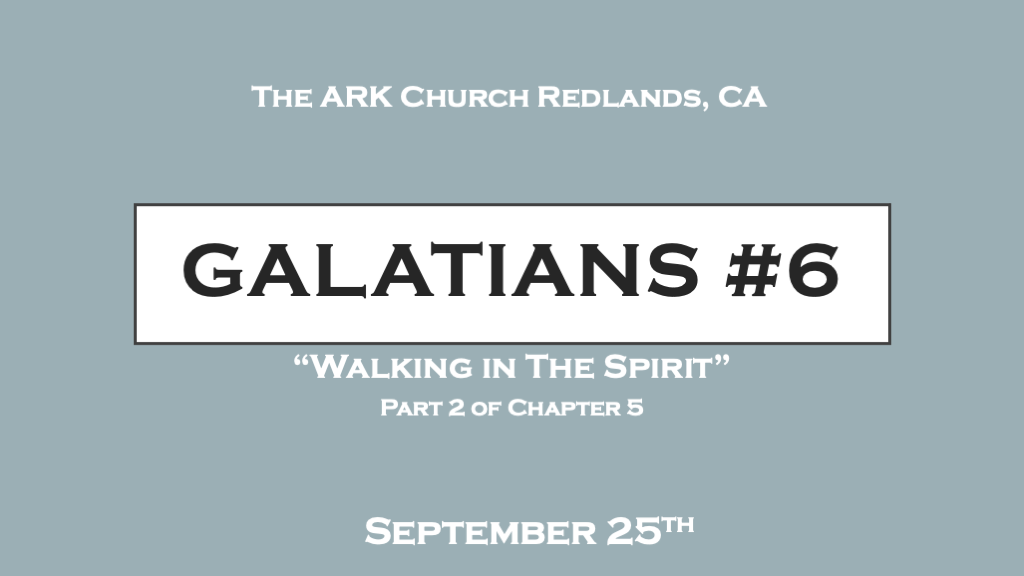 The ARK Church Redlands, CA
GALATIANS #6
“Walking in The Spirit”
Part 2 of Chapter 5
September 25th